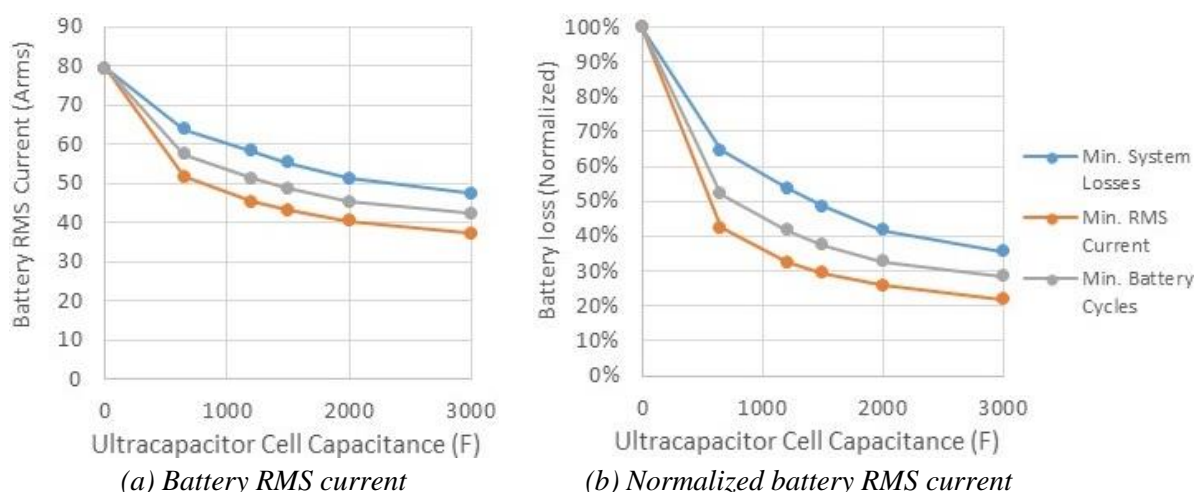 90
80
70
60
50
40
30
20
10
0
Battery RMS Current (Arms)
0 1000 2000 3000
Ultracapacitor Cell Capacitance (F)
(a) Battery RMS current
100%
90%
80%
70%
60%
50%
40%
30%
20%
10%
0%
Battery loss (Normalized)
0 1000 2000 3000
Ultracapacitor Cell Capacitance (F)
(b) Normalized battery RMS current
Min. System
Losses
Min. RMS
Current
Min. Battery
Cycles